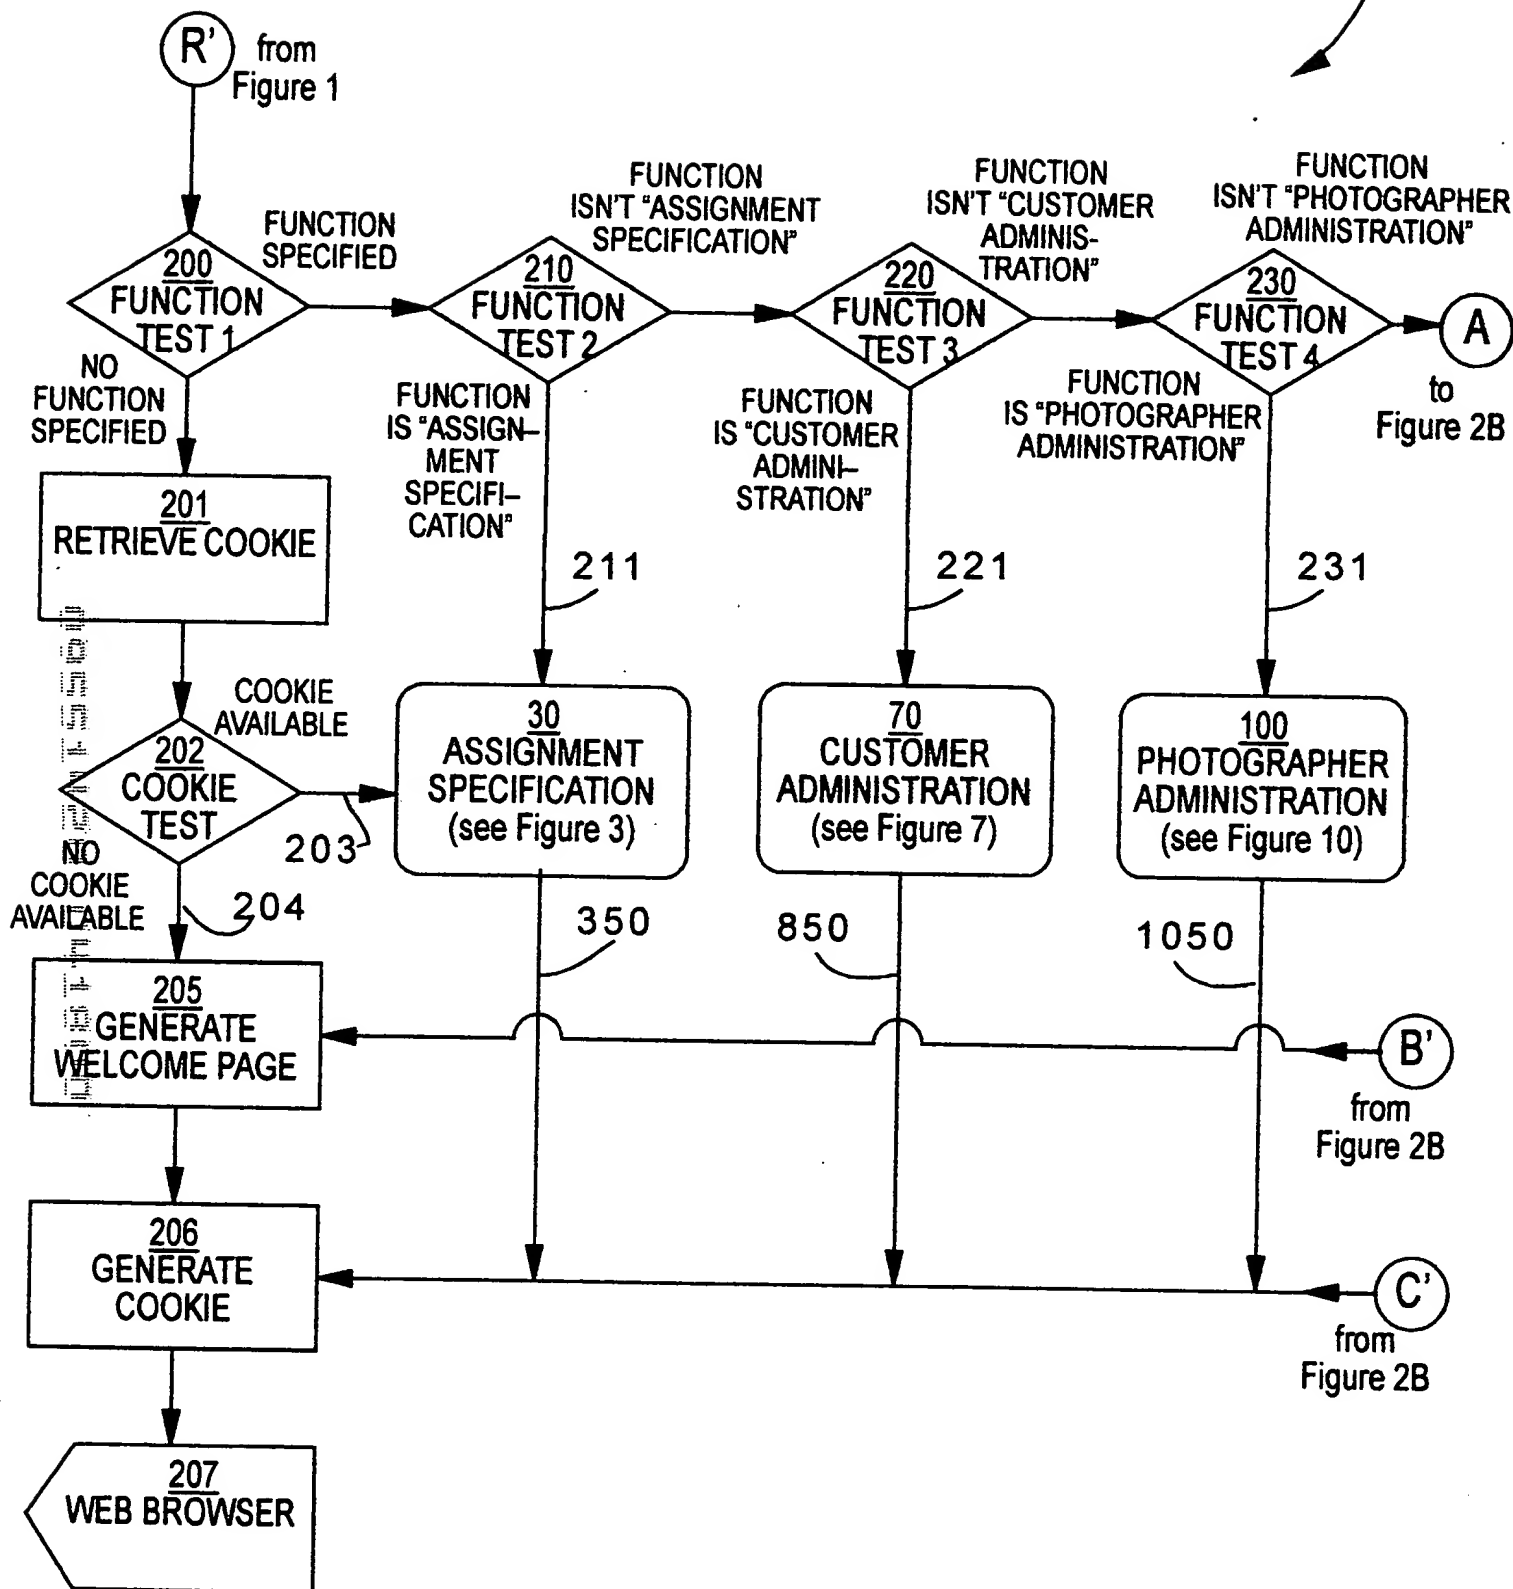 R'
from
Figure 1
FUNCTION
SPECIFIED
FUNCTION
ISN'T "ASSIGNMENT
SPECIFICATION"
FUNCTION
ISN'T "CUSTOMER
ADMINIS-
TRATION"
FUNCTION
ISN'T "PHOTOGRAPHER
ADMINISTRATION"
200
FUNCTION
TEST 1
210
FUNCTION
TEST 2
220
FUNCTION
TEST 3
230
FUNCTION
TEST 4
A
to
Figure 2B
NO
FUNCTION
SPECIFIED
FUNCTION
IS "ASSIGN-
MENT
SPECIFI-
CATION"
FUNCTION
IS "CUSTOMER
ADMINI-
STRATION"
FUNCTION
IS "PHOTOGRAPHER
ADMINISTRATION"
201
RETRIEVE COOKIE
211
221
231
COOKIE
AVAILABLE
202
COOKIE
TEST
203
30
ASSIGNMENT
SPECIFICATION
(see Figure 3)
70
CUSTOMER
ADMINISTRATION
(see Figure 7)
100
PHOTOGRAPHER
ADMINISTRATION
(see Figure 10)
NO
COOKIE
AVAILABLE
204
350
850
1050
205
GENERATE
WELCOME PAGE
B'
from
Figure 2B
206
GENERATE
COOKIE
C'
from
Figure 2B
207
WEB BROWSER